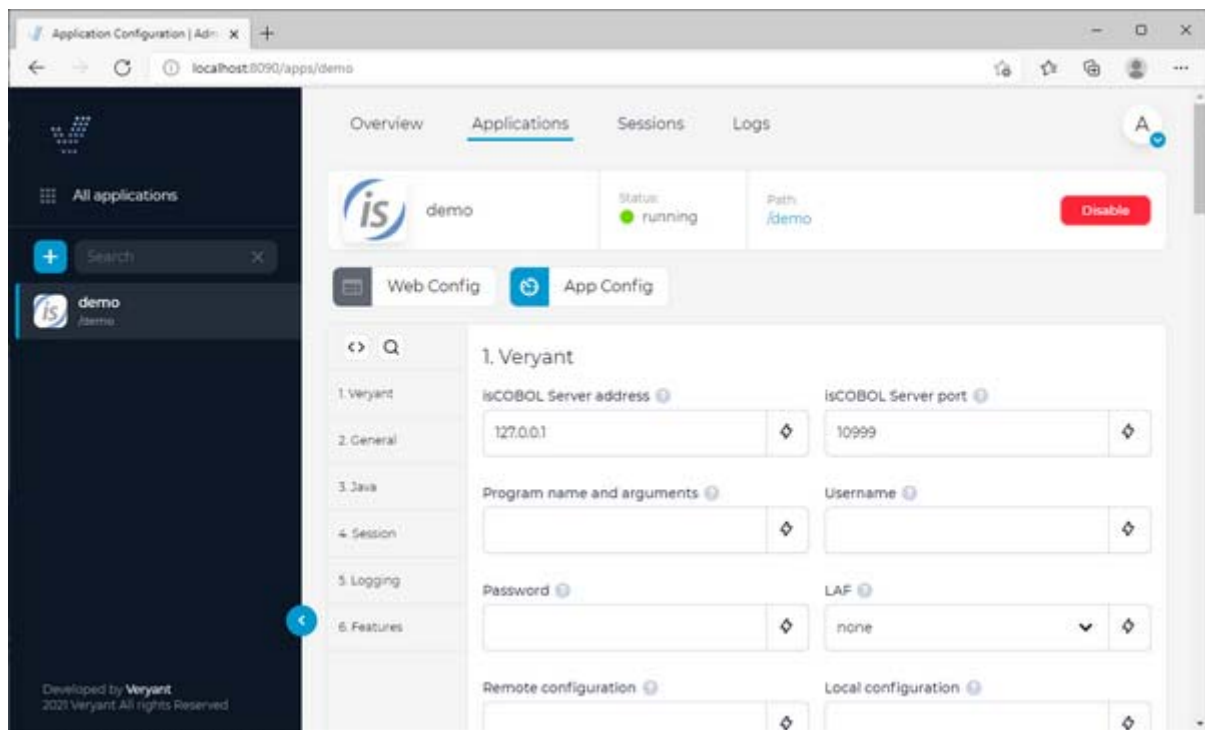 Application Configuration | Adm
localhost:8090/apps/demo
Overview Applications Sessions Logs
A
All applications
is demo
Status:
running
Path:
/demo
Disable
Search
Web Config App Config
is demo
/demo
1. Veryant
1. Veryant
2. General
3. Java
4. Session
5. Logging
6. Features
isCOBOL Server address
isCOBOL Server port
127.0.0.1
10999
Program name and arguments
Username
Password
LAF
none
Remote configuration
Local configuration
Developed by Veryant
2021 Veryant All rights Reserved